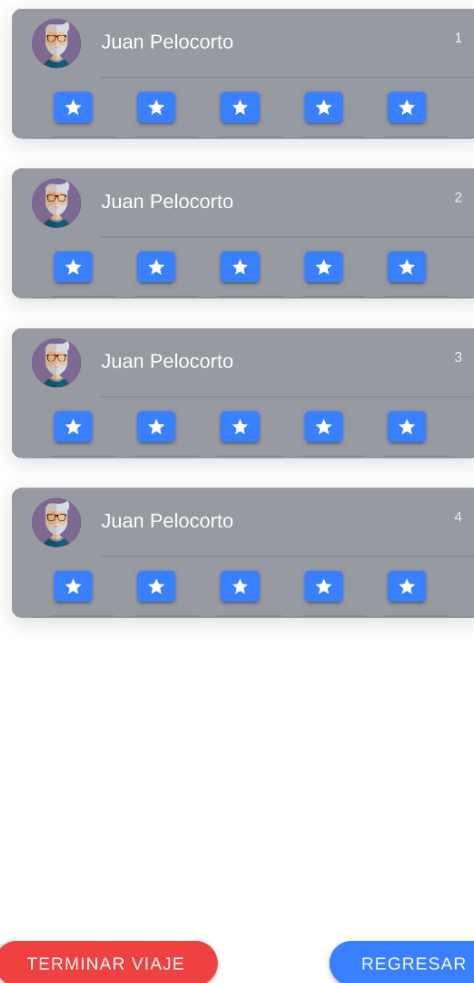 Juan Pelocorto 1
Juan Pelocorto 2
Juan Pelocorto 3
Juan Pelocorto 4
TERMINAR VIAJE REGRESAR